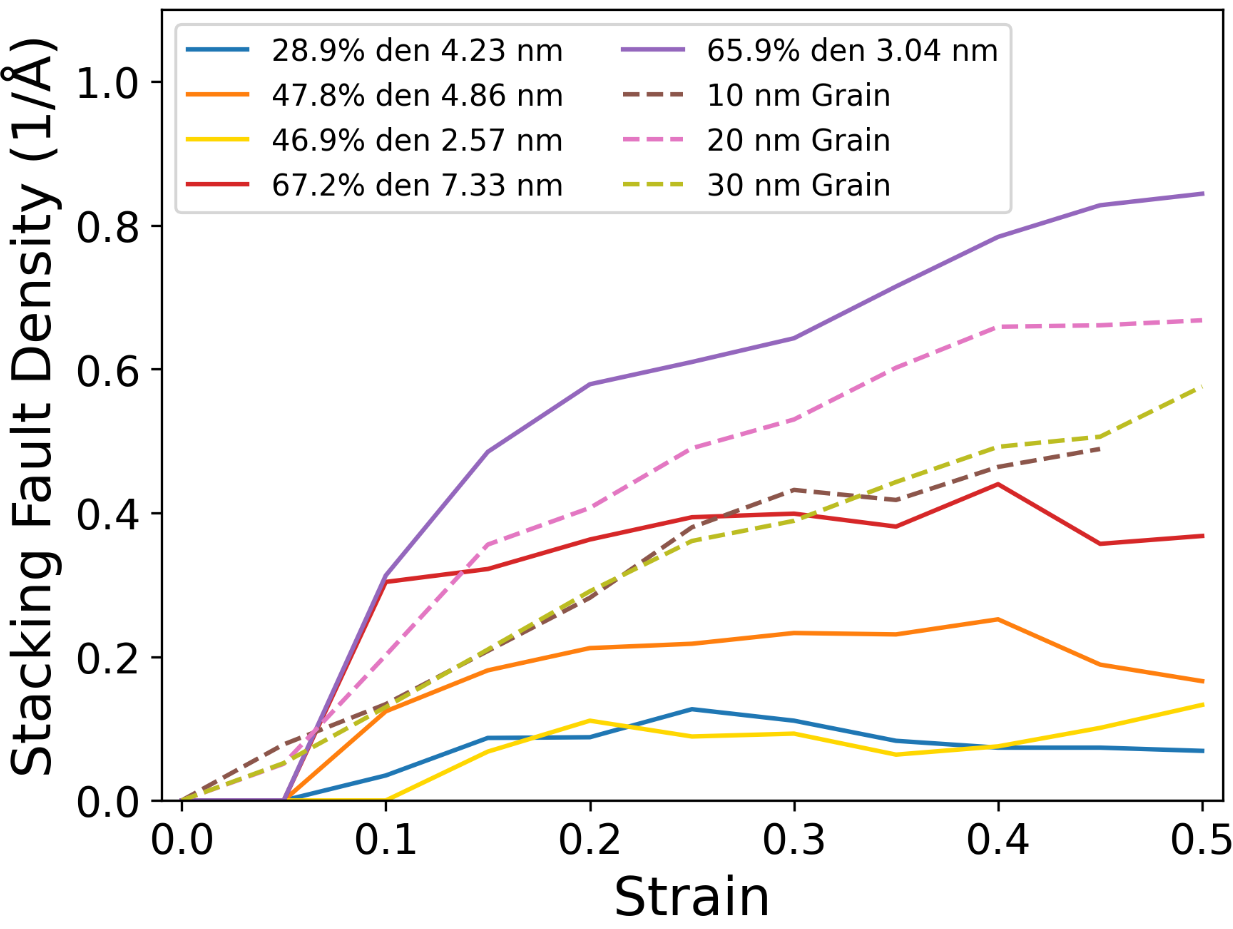 Stacking Fault Density (1/Å)
1.0
0.8
0.6
0.4
0.2
0.0
28.9% den 4.23 nm
47.8% den 4.86 nm
46.9% den 2.57 nm
67.2% den 7.33 nm
65.9% den 3.04 nm
10 nm Grain
20 nm Grain
30 nm Grain
0.0 0.1 0.2 0.3 0.4 0.5
Strain